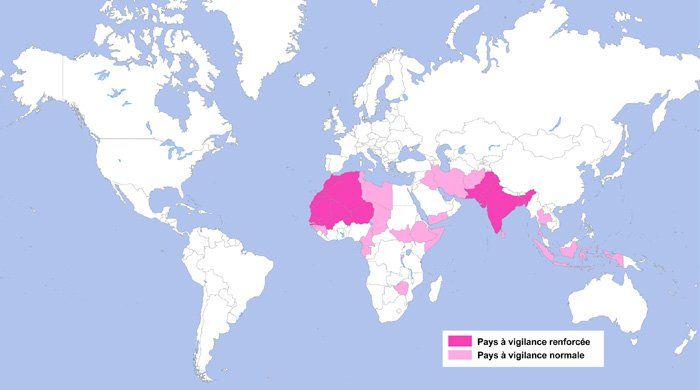 Pays à vigilance renforcée
Pays à vigilance normale